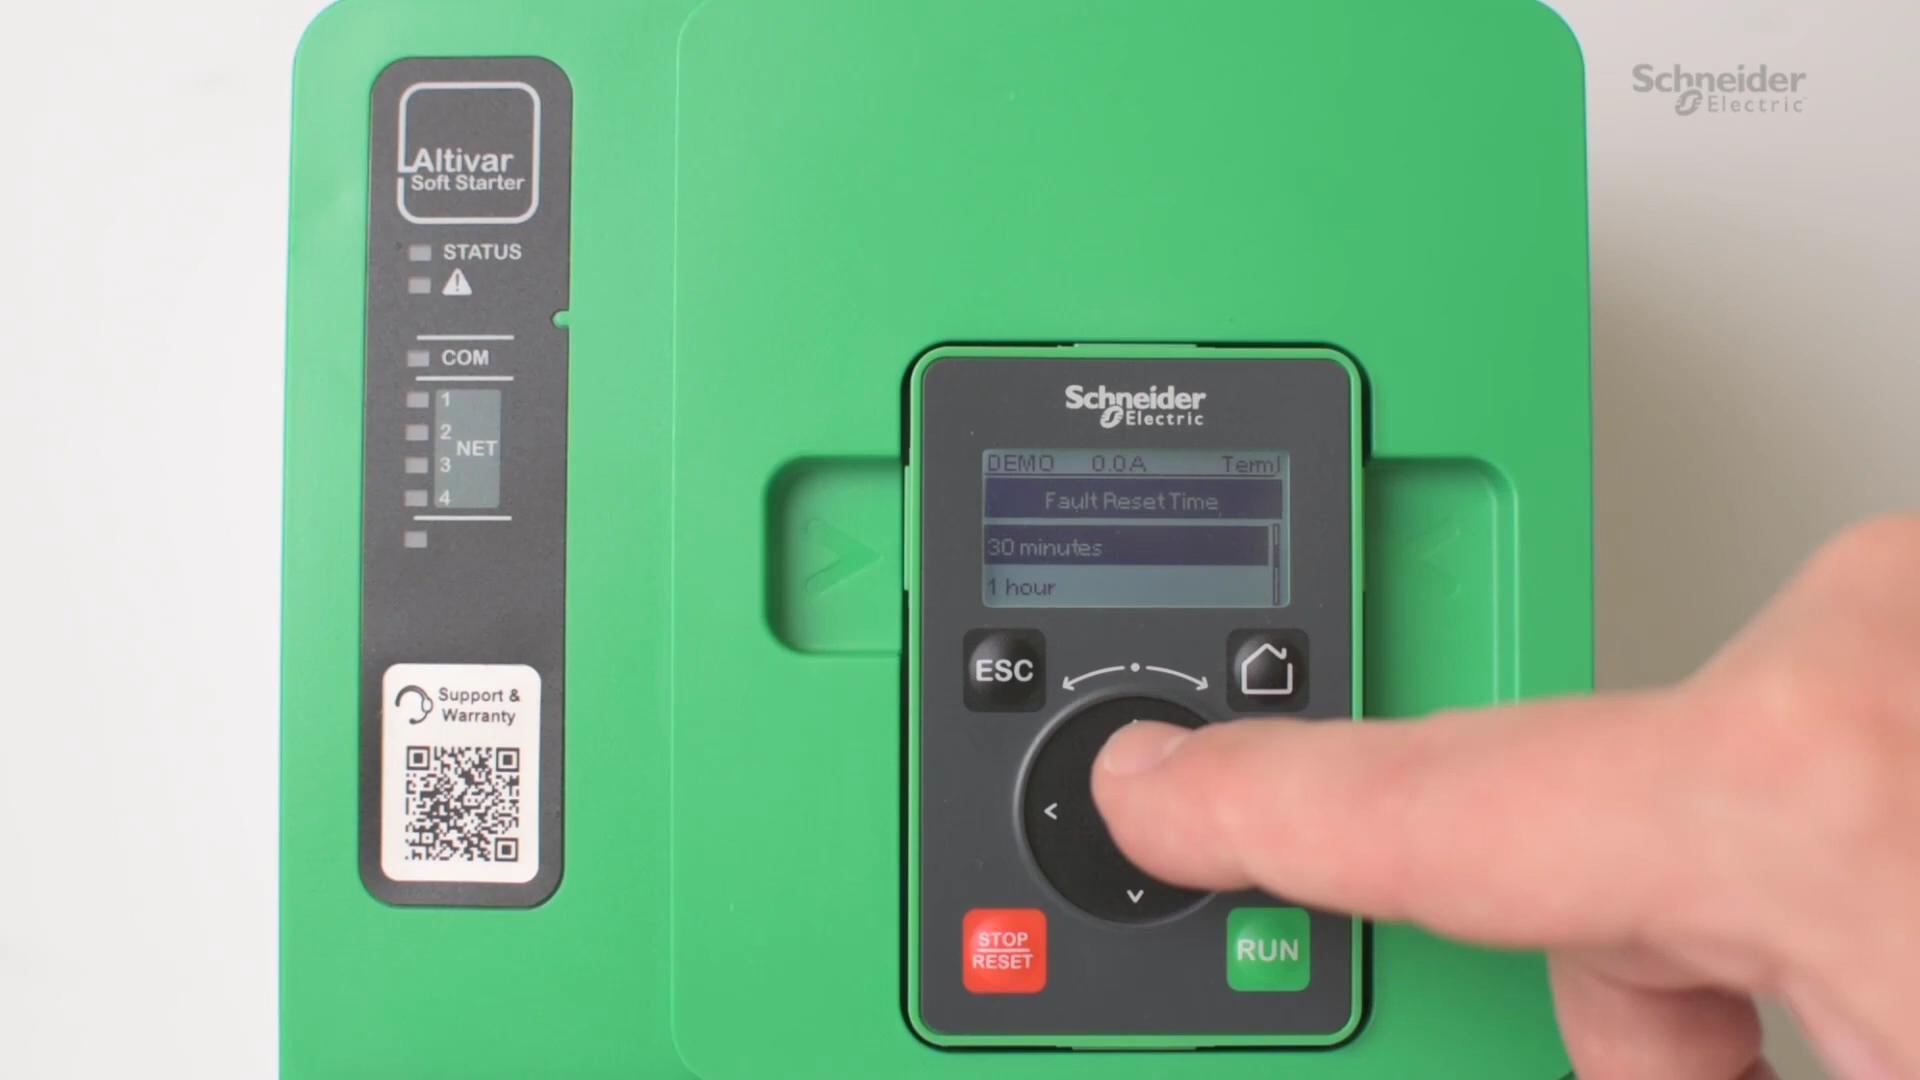 Schneider
Electric
Altivar
Soft Starter
STATUS
COM
1
2
NET
3
4
Support &
Warranty
Schneider
Electric
DEMO 0.0A Term
Fault Reset Time
30 minutes
1 hour
ESC
STOP
RESET
RUN